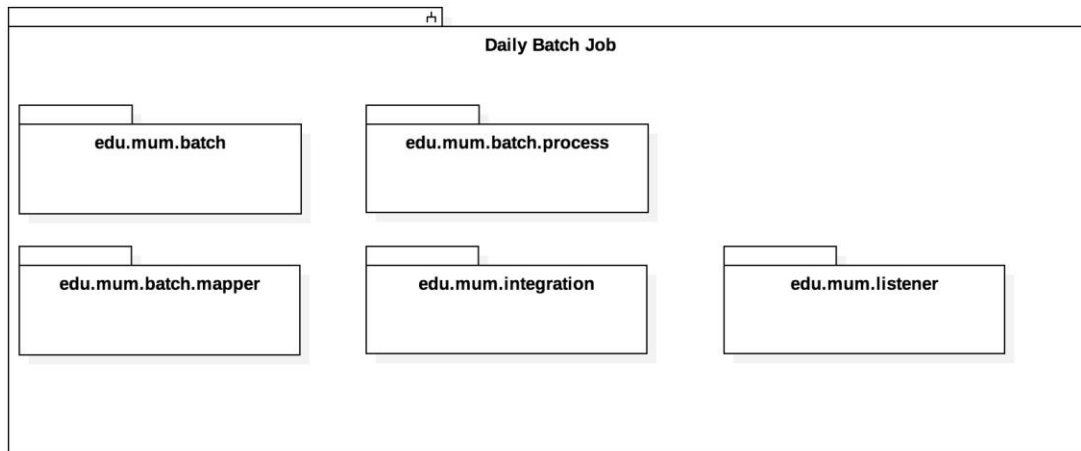 Daily Batch Job
edu.mum.batch
edu.mum.batch.process
edu.mum.batch.mapper
edu.mum.integration
edu.mum.listener